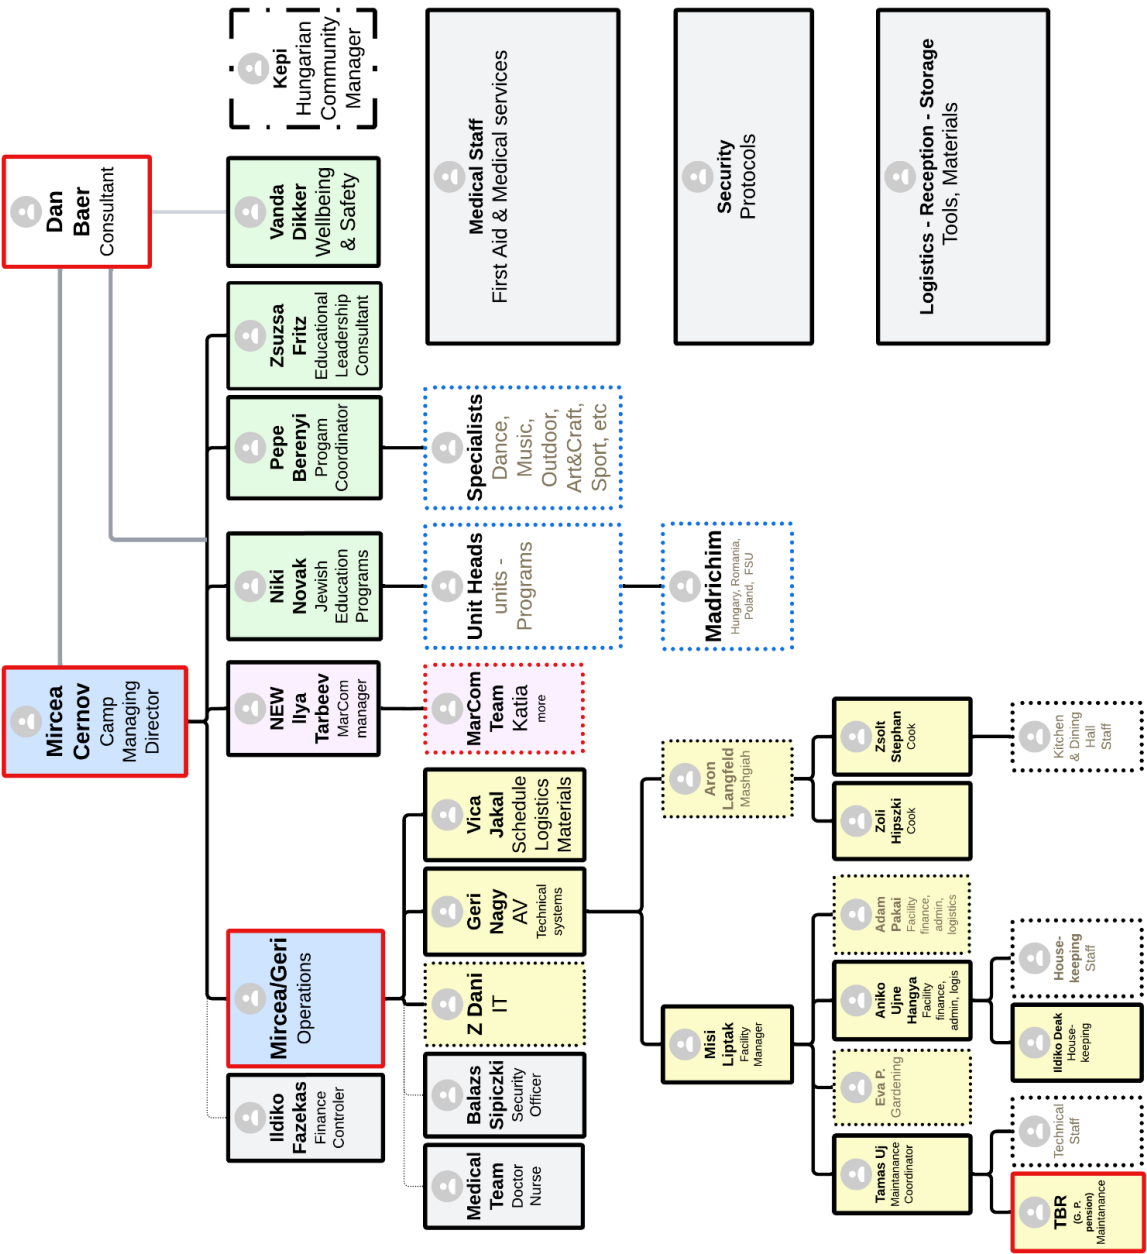 Mircea
Cernov
Camp
Managing
Director
Dan
Baer
Consultant
Ildiko
Fazekas
Finance
Controler
Mircea/Geri
Operations
NEW
Ilya
Tarbeev
MarCom
manager
Niki
Novak
Jewish
Education
Programs
Pepe
Berenyi
Progam
Coordinator
Zsuzsa
Fritz
Educational
Leadership
Consultant
Vanda
Dikker
Wellbeing
& Safety
Kepi
Hungarian
Community
Manager
Medical
Team
Doctor
Nurse
Balazs
Sipiczki
Security
Officer
Z Dani
IT
Geri
Nagy
AV
Technical
systems
Vica
Jakal
Schedule
Logistics
Materials
MarCom
Team
Katia
more
Unit Heads
units -
Programs
Specialists
Dance,
Music,
Outdoor,
Art&Craft,
Sport, etc
Medical Staff
First Aid & Medical services
Misi
Liptak
Facility
Manager
Aron
Langfeld
Mashgiah
Madrichim
Hungary, Romania,
Poland, FSU
Security
Protocols
Tamas Uj
Maintanance
Coordinator
Eva P.
Gardening
Aniko
Ujne
Hangya
Facility
finance,
admin, logis
Adam
Pakai
Facility
finance,
admin,
logistics
Zoli
Hipszki
Cook
Zsolt
Stephan
Cook
Logistics - Reception - Storage
Tools, Materials
TBR
(G. P.
pension)
Maintanance
Technical
Staff
Ildiko Deak
House-
keeping
House-
keeping
Staff
Kitchen
& Dining
Hall
Staff